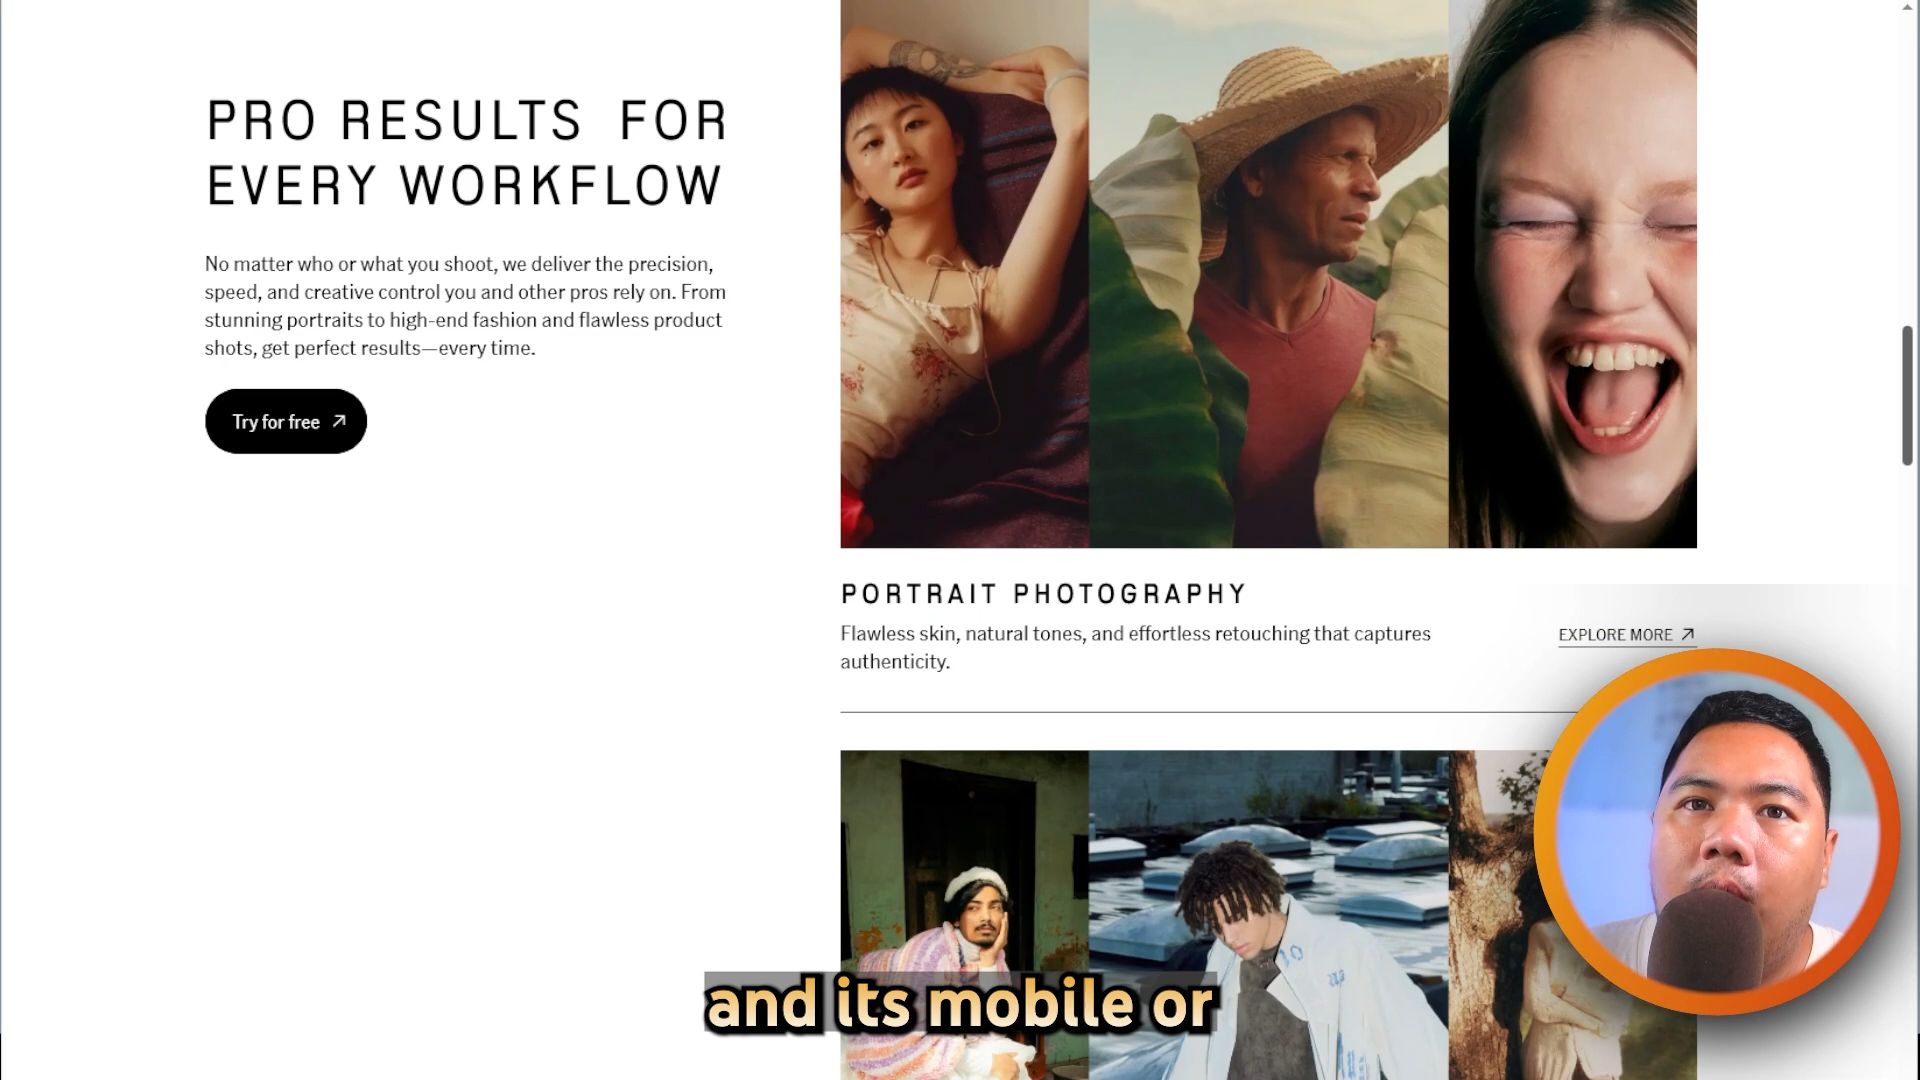 PRO RESULTS FOR
EVERY WORKFLOW
No matter who or what you shoot, we deliver the precision,
speed, and creative control you and other pros rely on. From
stunning portraits to high-end fashion and flawless product
shots, get perfect results—every time.
Try for free
PORTRAIT PHOTOGRAPHY
Flawless skin, natural tones, and effortless retouching that captures
authenticity.
EXPLORE MORE
and its mobile or